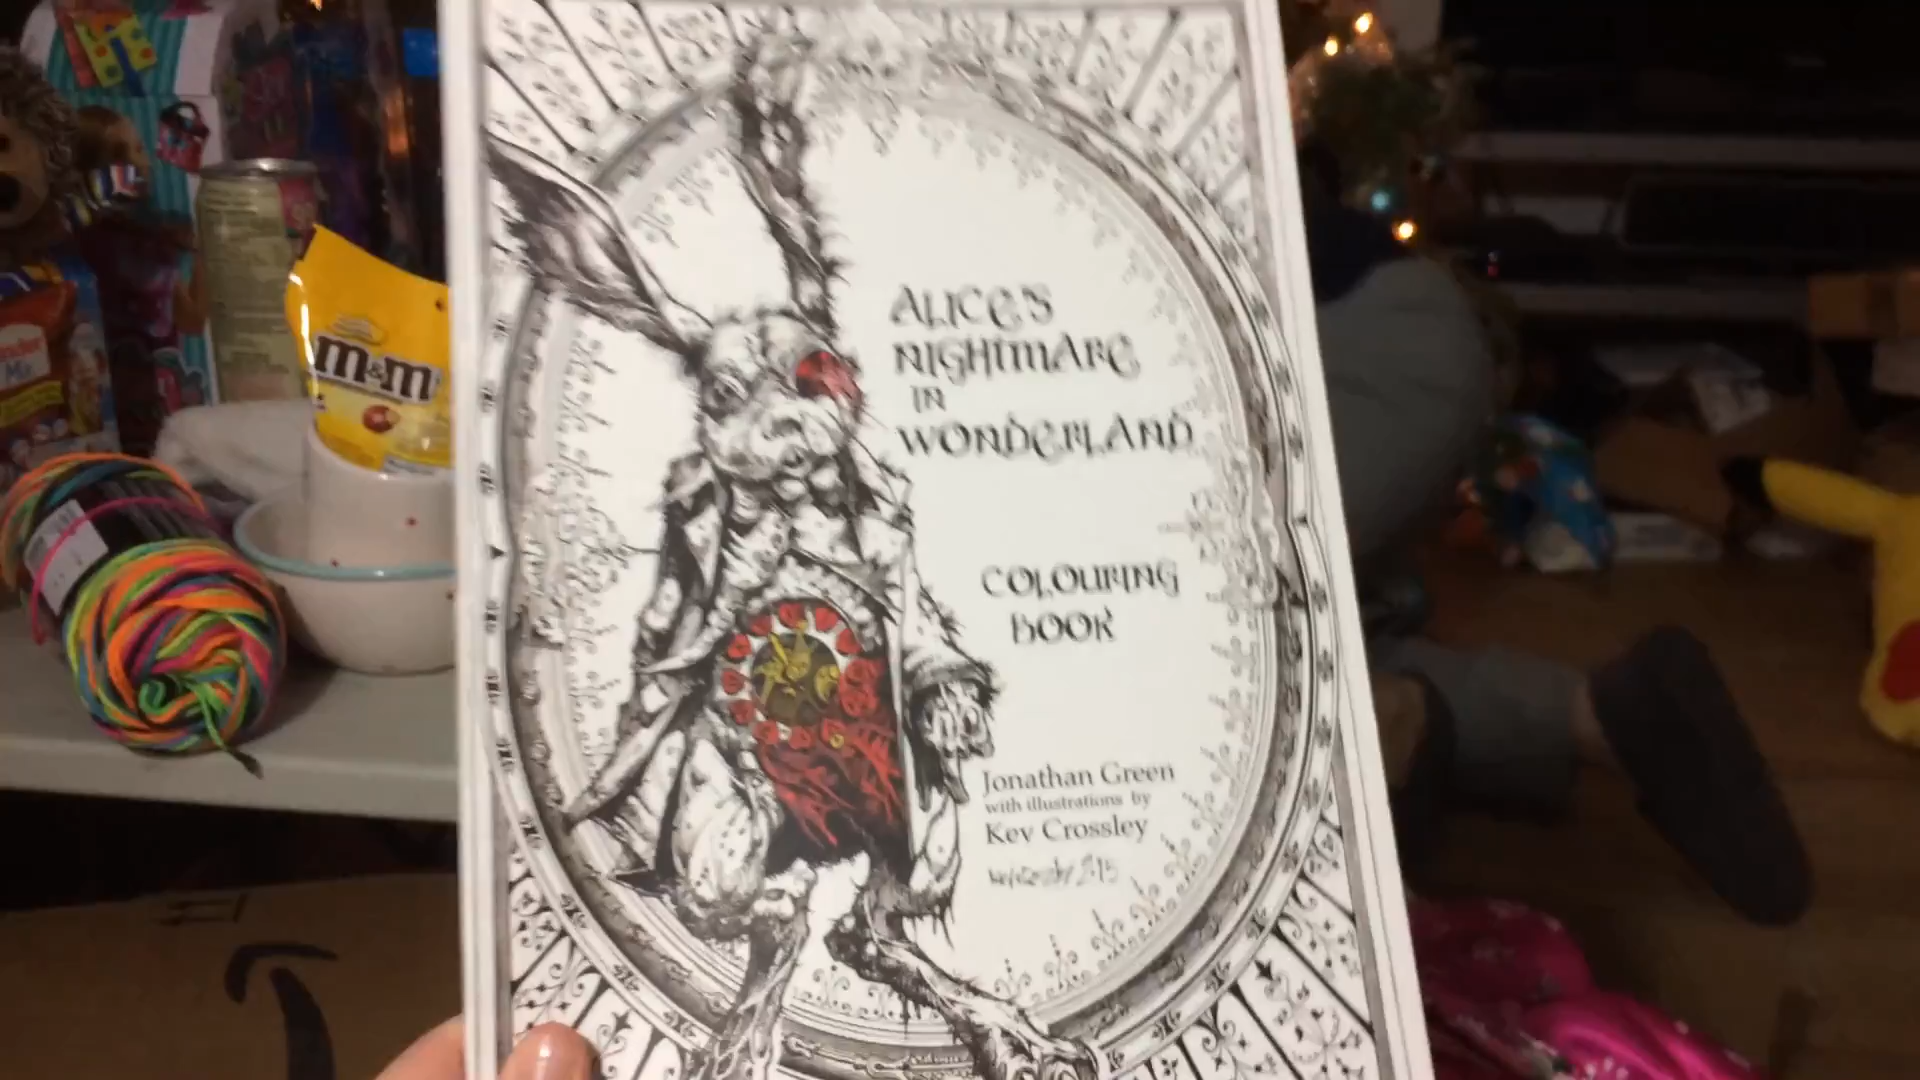 ALICE'S
NIGHTMARE
IN
WONDERLAND
COLOURING
BOOK
Jonathan Green
with illustrations by
Kev Crossley
m&m